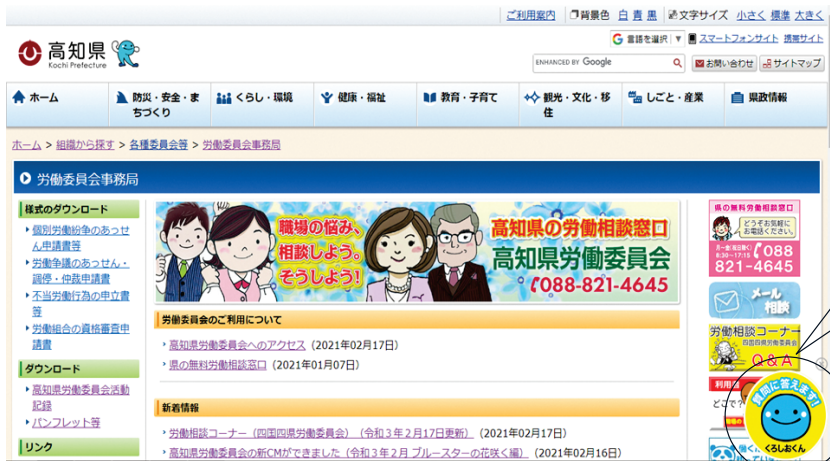 ご利用案内 背景色 白 青 黒 文字サイズ 小さく 標準 大きく
高知県
Kochi Prefecture
G 言語を選択 ▼ スマートフォンサイト 携帯サイト
ENHANCED BY Google お問い合わせ サイトマップ
ホーム 防災・安全・まちづくり くらし・環境 健康・福祉 教育・子育て 観光・文化・移住 しごと・産業 県政情報
ホーム > 組織から探す > 各種委員会等 > 労働委員会事務局
労働委員会事務局
様式のダウンロード
個別労働紛争のあっせ
ん申請書等
労働争議のあっせん・
調停・仲裁申請書
不当労働行為の申立書
等
労働組合の資格審査申
請書
ダウンロード
高知県労働委員会活動
記録
パンフレット等
リンク
職場の悩み、
相談しよう。
そうしよう!
高知県の労働相談窓口
高知県労働委員会
088-821-4645
労働委員会のご利用について
高知県労働委員会へのアクセス (2021年02月17日)
県の無料労働相談窓口 (2021年01月07日)
新着情報
労働相談コーナー(四国四県労働委員会)(令和3年2月17日更新) (2021年02月17日)
高知県労働委員会の新CMができました(令和3年2月 ブルースターの花咲く編) (2021年02月16日)
県の無料労働相談窓口
どうぞお気軽に
お電話ください。
8:30~17:15
088
821-4645
メール
相談
労働相談コーナー
四国四県労働委員会
Q&A
利用
どこで?
質問に答えます!
くろしおくん